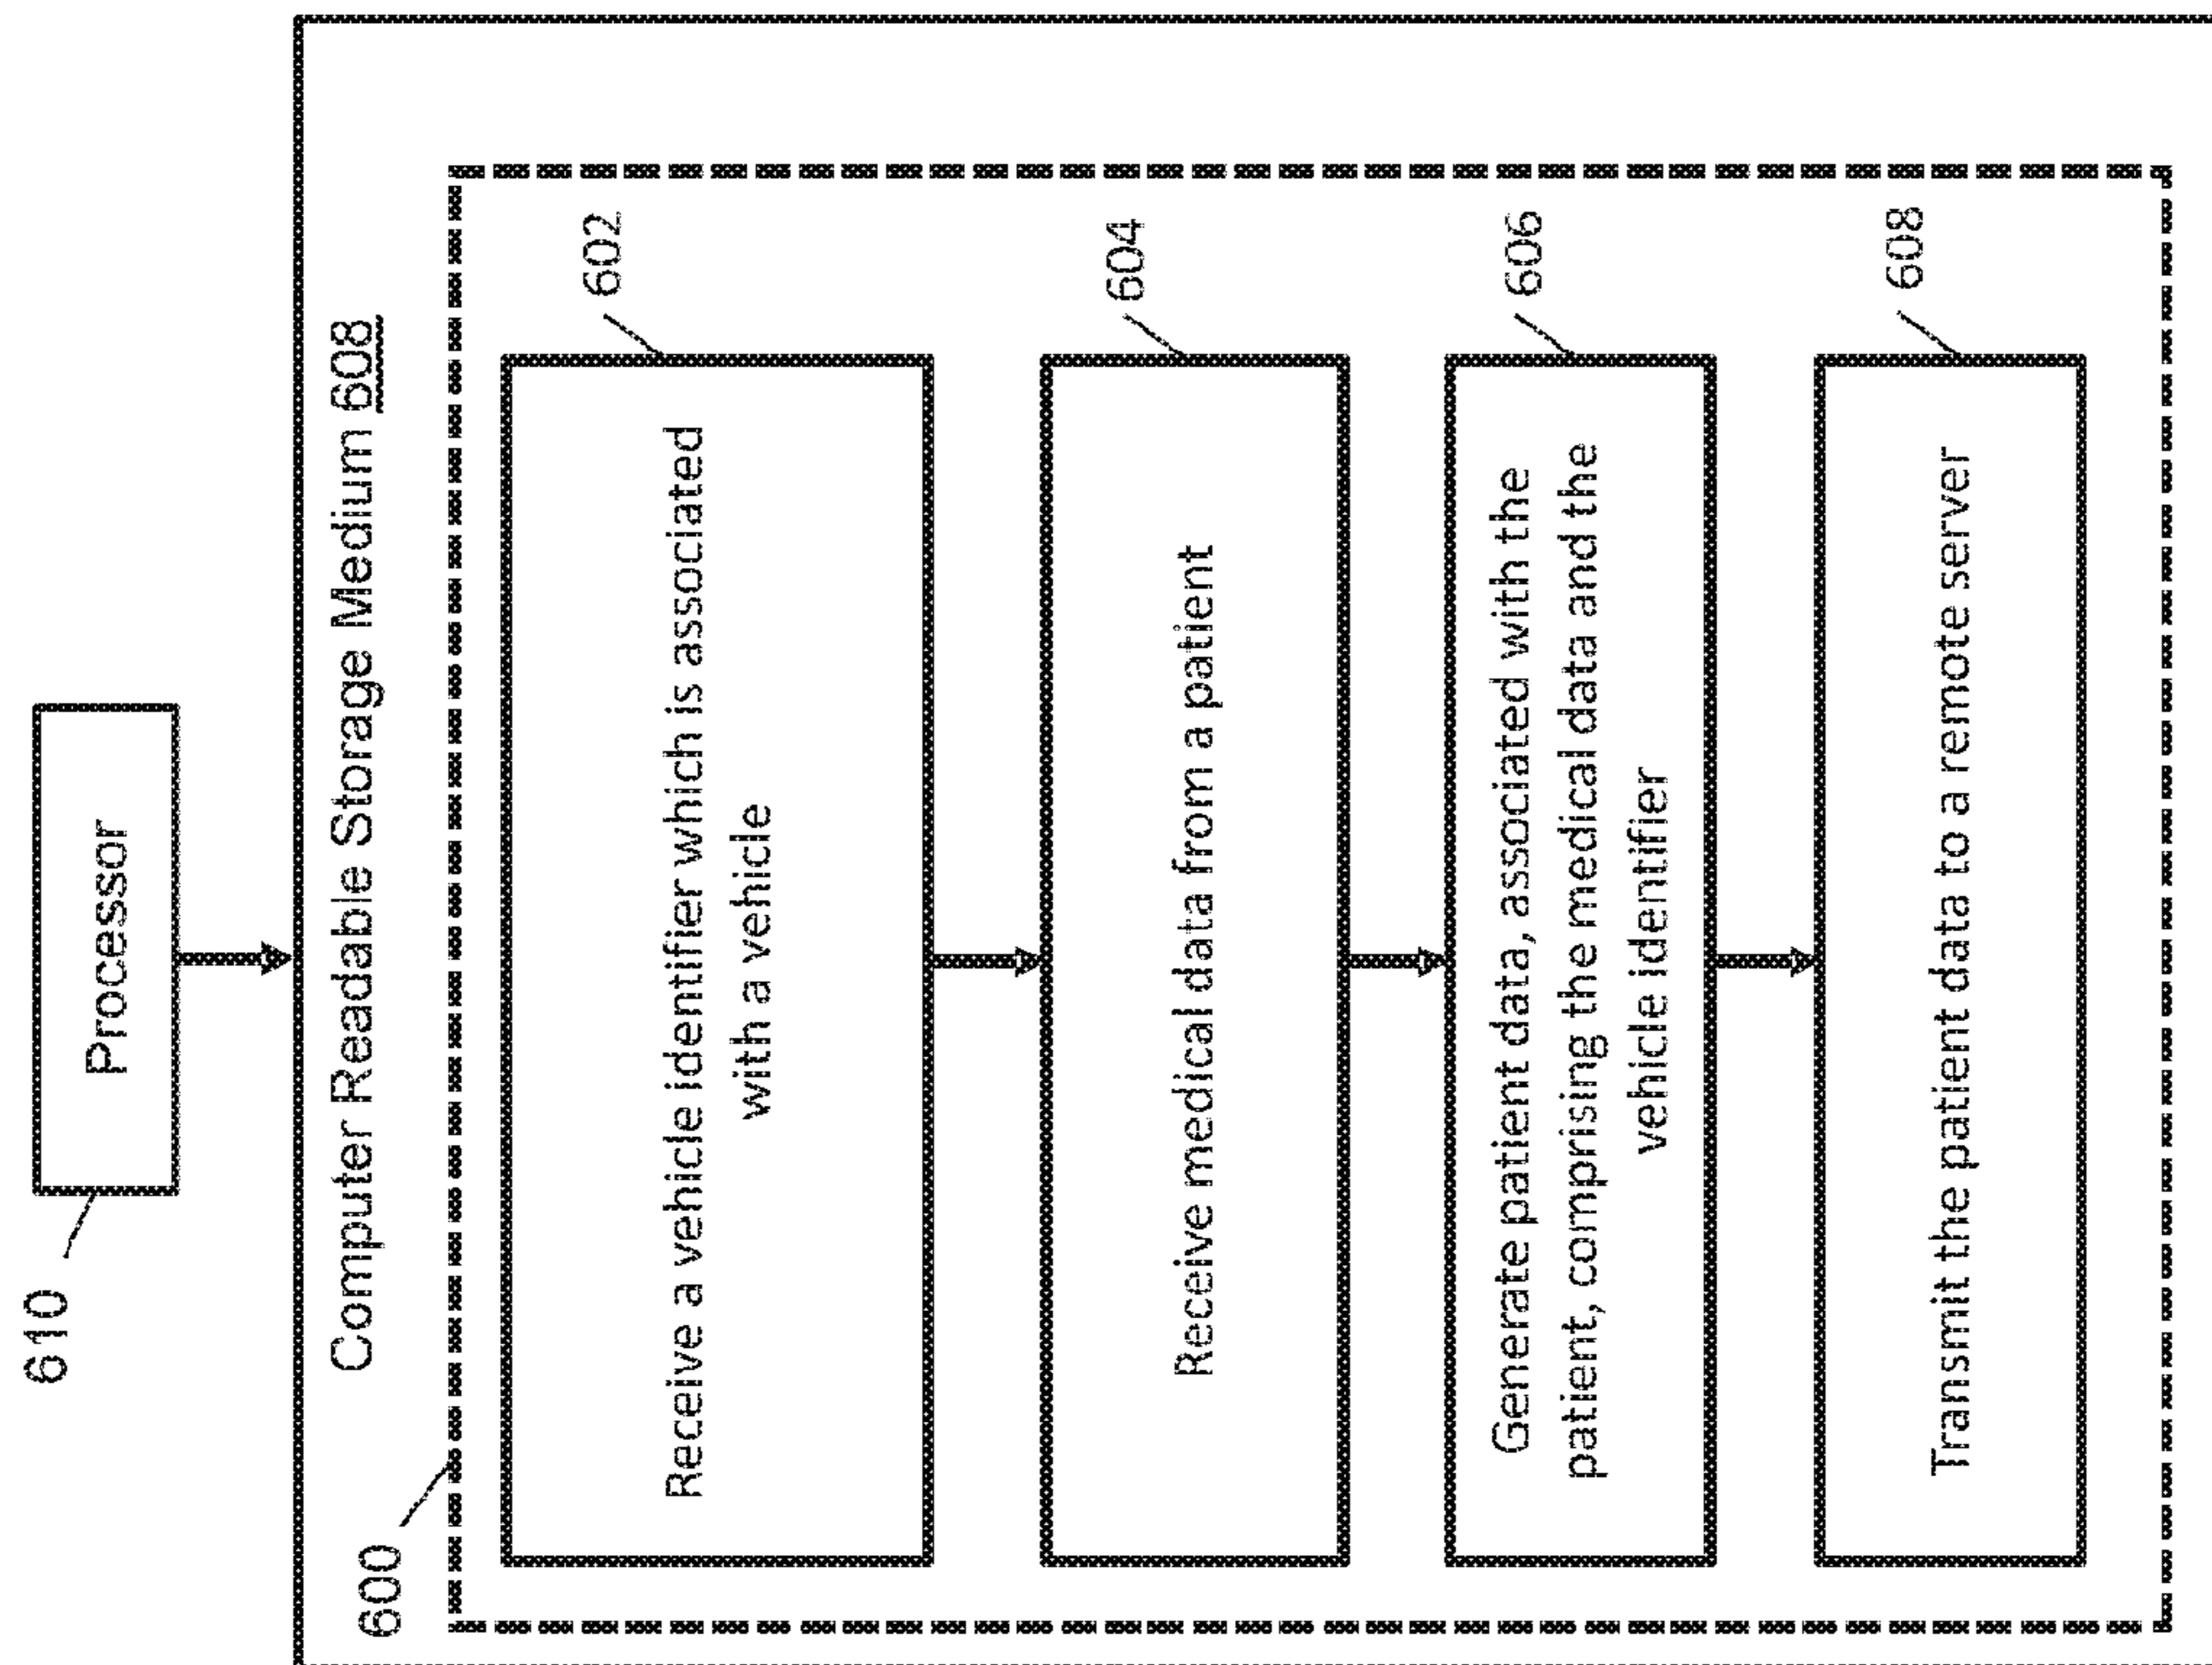 610
Processor
Computer Readable Storage Medium 608
600
602
Receive a vehicle identifier which is associated
with a vehicle
604
Receive medical data from a patient
606
Generate patient data, associated with the
patient, comprising the medical data and the
vehicle identifier
608
Transmit the patient data to a remote server